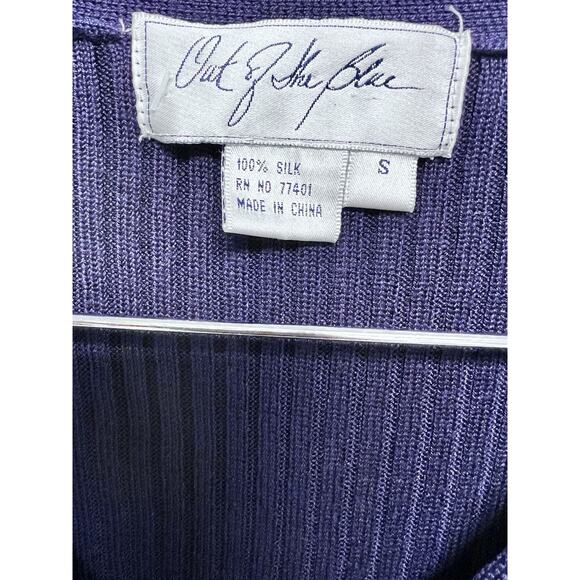 Out Of The Blue
100% SILK
RN NO 77401
MADE IN CHINA
S